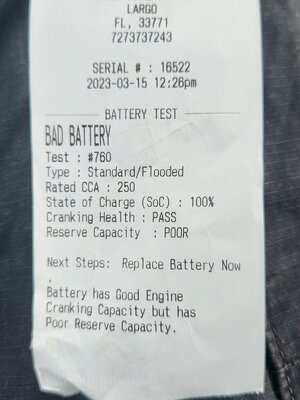 LARGO
FL, 33771
7273737243
SERIAL # : 16522
2023-03-15 12:26pm
BATTERY TEST
BAD BATTERY
Test : #760
Type : Standard/Flooded
Rated CCA : 250
State of Charge (SoC) : 100%
Cranking Health : PASS
Reserve Capacity : POOR
Next Steps: Replace Battery Now
.
Battery has Good Engine
Cranking Capacity but has
Poor Reserve Capacity.